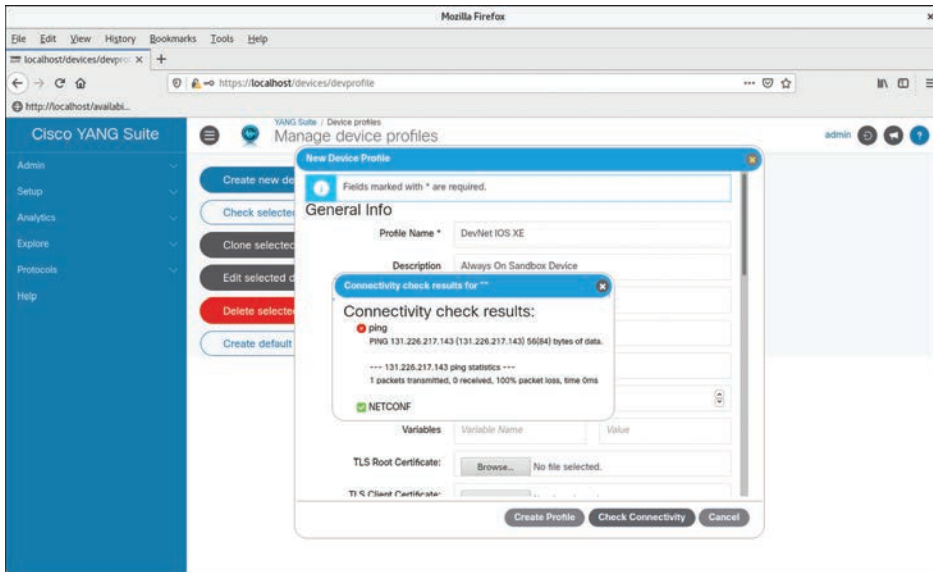 Mozilla Firefox
File Edit View History Bookmarks Tools Help
localhost/devices/devprof
https://localhost/devices/devprofile
http://localhost/availabi...
Cisco YANG Suite
YANG Suite / Device profiles
Manage device profiles
admin
Admin
Setup
Analytics
Explore
Protocols
Help
Create new de
Check selected
Clone selected
Edit selected d
Delete selecte
Create default
New Device Profile
Fields marked with * are required.
General Info
Profile Name * DevNet IOS XE
Description Always On Sandbox Device
Connectivity check results for ""
Connectivity check results:
ping
PING 131.226.217.143 (131.226.217.143) 56(84) bytes of data.
--- 131.226.217.143 ping statistics ---
1 packets transmitted, 0 received, 100% packet loss, time 0ms
NETCONF
Variables Variable Name Value
TLS Root Certificate: Browse... No file selected.
TLS Client Certificate:
Create Profile Check Connectivity Cancel